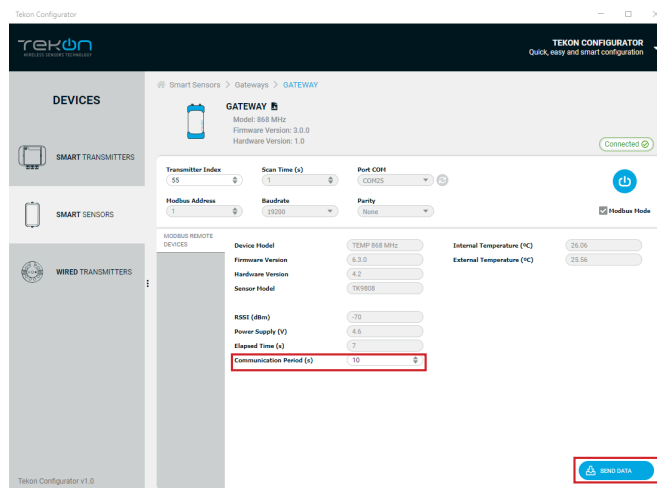 Tekon Configurator
Tekon
WIRELESS SENSORS TECHNOLOGY
TEKON CONFIGURATOR
Quick, easy and smart configuration
DEVICES
SMART TRANSMITTERS
SMART SENSORS
WIRED TRANSMITTERS
Tekon Configurator v1.0
Smart Sensors > Gateways > GATEWAY
GATEWAY
Model: 868 MHz
Firmware Version: 3.0.0
Hardware Version: 1.0
Connected
Transmitter Index Scan Time (s) Port COM
55 1 COM25
Modbus Address Baudrate Parity
1 19200 None
Modbus Mode
MODBUS REMOTE
DEVICES
Device Model TEMP 868 MHz Internal Temperature (ºC) 26.06
Firmware Version 6.3.0 External Temperature (ºC) 25.56
Hardware Version 4.2
Sensor Model TK9808
RSSI (dBm) -70
Power Supply (V) 4.6
Elapsed Time (s) 7
Communication Period (s) 10
SEND DATA